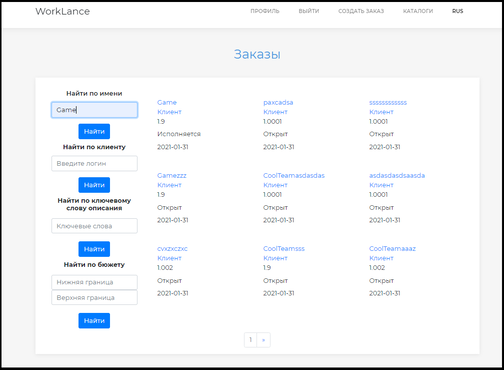 WorkLance
ПРОФИЛЬ ВЫЙТИ СОЗДАТЬ ЗАКАЗ КАТАЛОГИ RUS
Заказы
Найти по имени
Game
Найти
Найти по клиенту
Введите логин
Найти
Найти по ключевому
слову описания
Ключевые слова
Найти
Найти по бюжету
Нижняя граница
Верхняя граница
Найти
Game
Клиент
1.9
Исполняется
2021-01-31
paxcadsa
Клиент
1.0001
Открыт
2021-01-31
ssssssssssss
Клиент
1.0001
Открыт
2021-01-31
Gamezzz
Клиент
1.9
Открыт
2021-01-31
CoolTeamasdasdas
Клиент
1.0001
Открыт
2021-01-31
asdasdasdsaasda
Клиент
1.0001
Открыт
2021-01-31
cvxzxczxc
Клиент
1.002
Открыт
2021-01-31
CoolTeamsss
Клиент
1.9
Открыт
2021-01-31
CoolTeamaaaz
Клиент
1.002
Открыт
2021-01-31
1 »